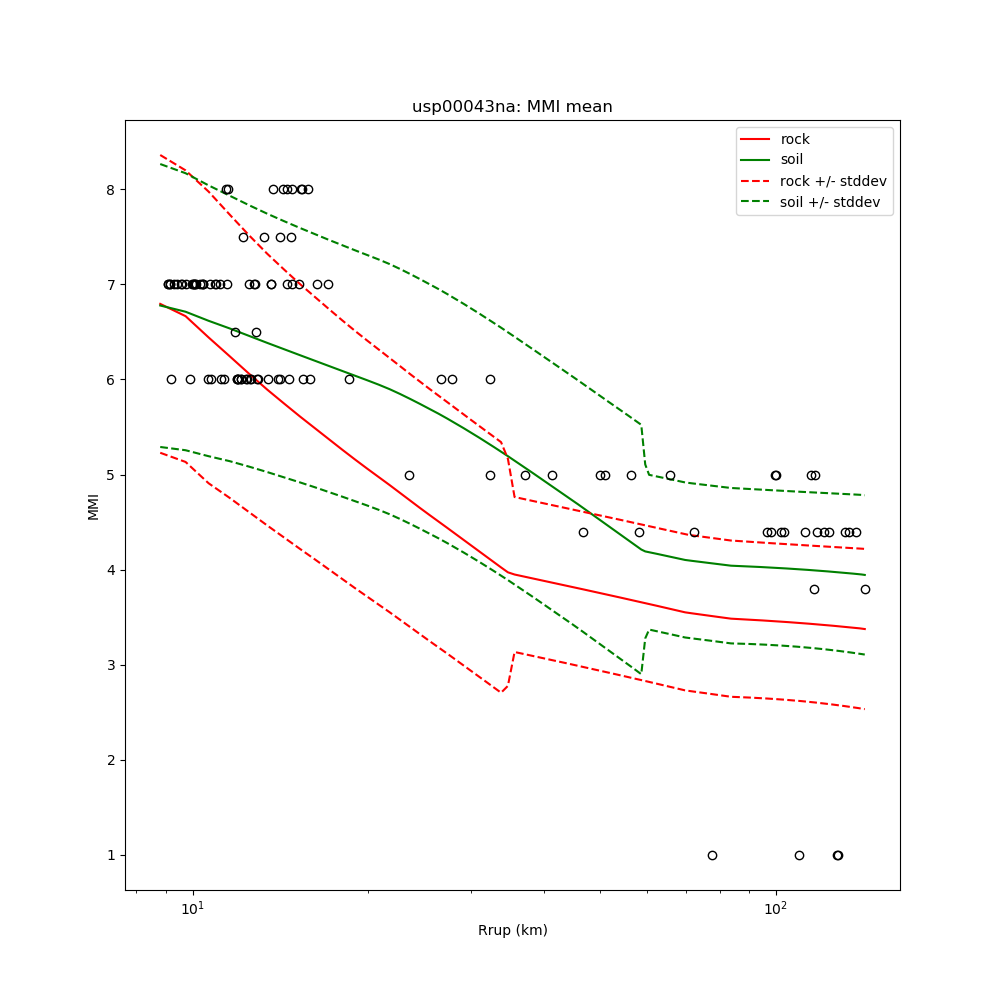 usp00043na: MMI mean
rock
soil
rock +/- stddev
soil +/- stddev
MMI
8
7
6
5
4
3
2
1
10¹
10²
Rrup (km)